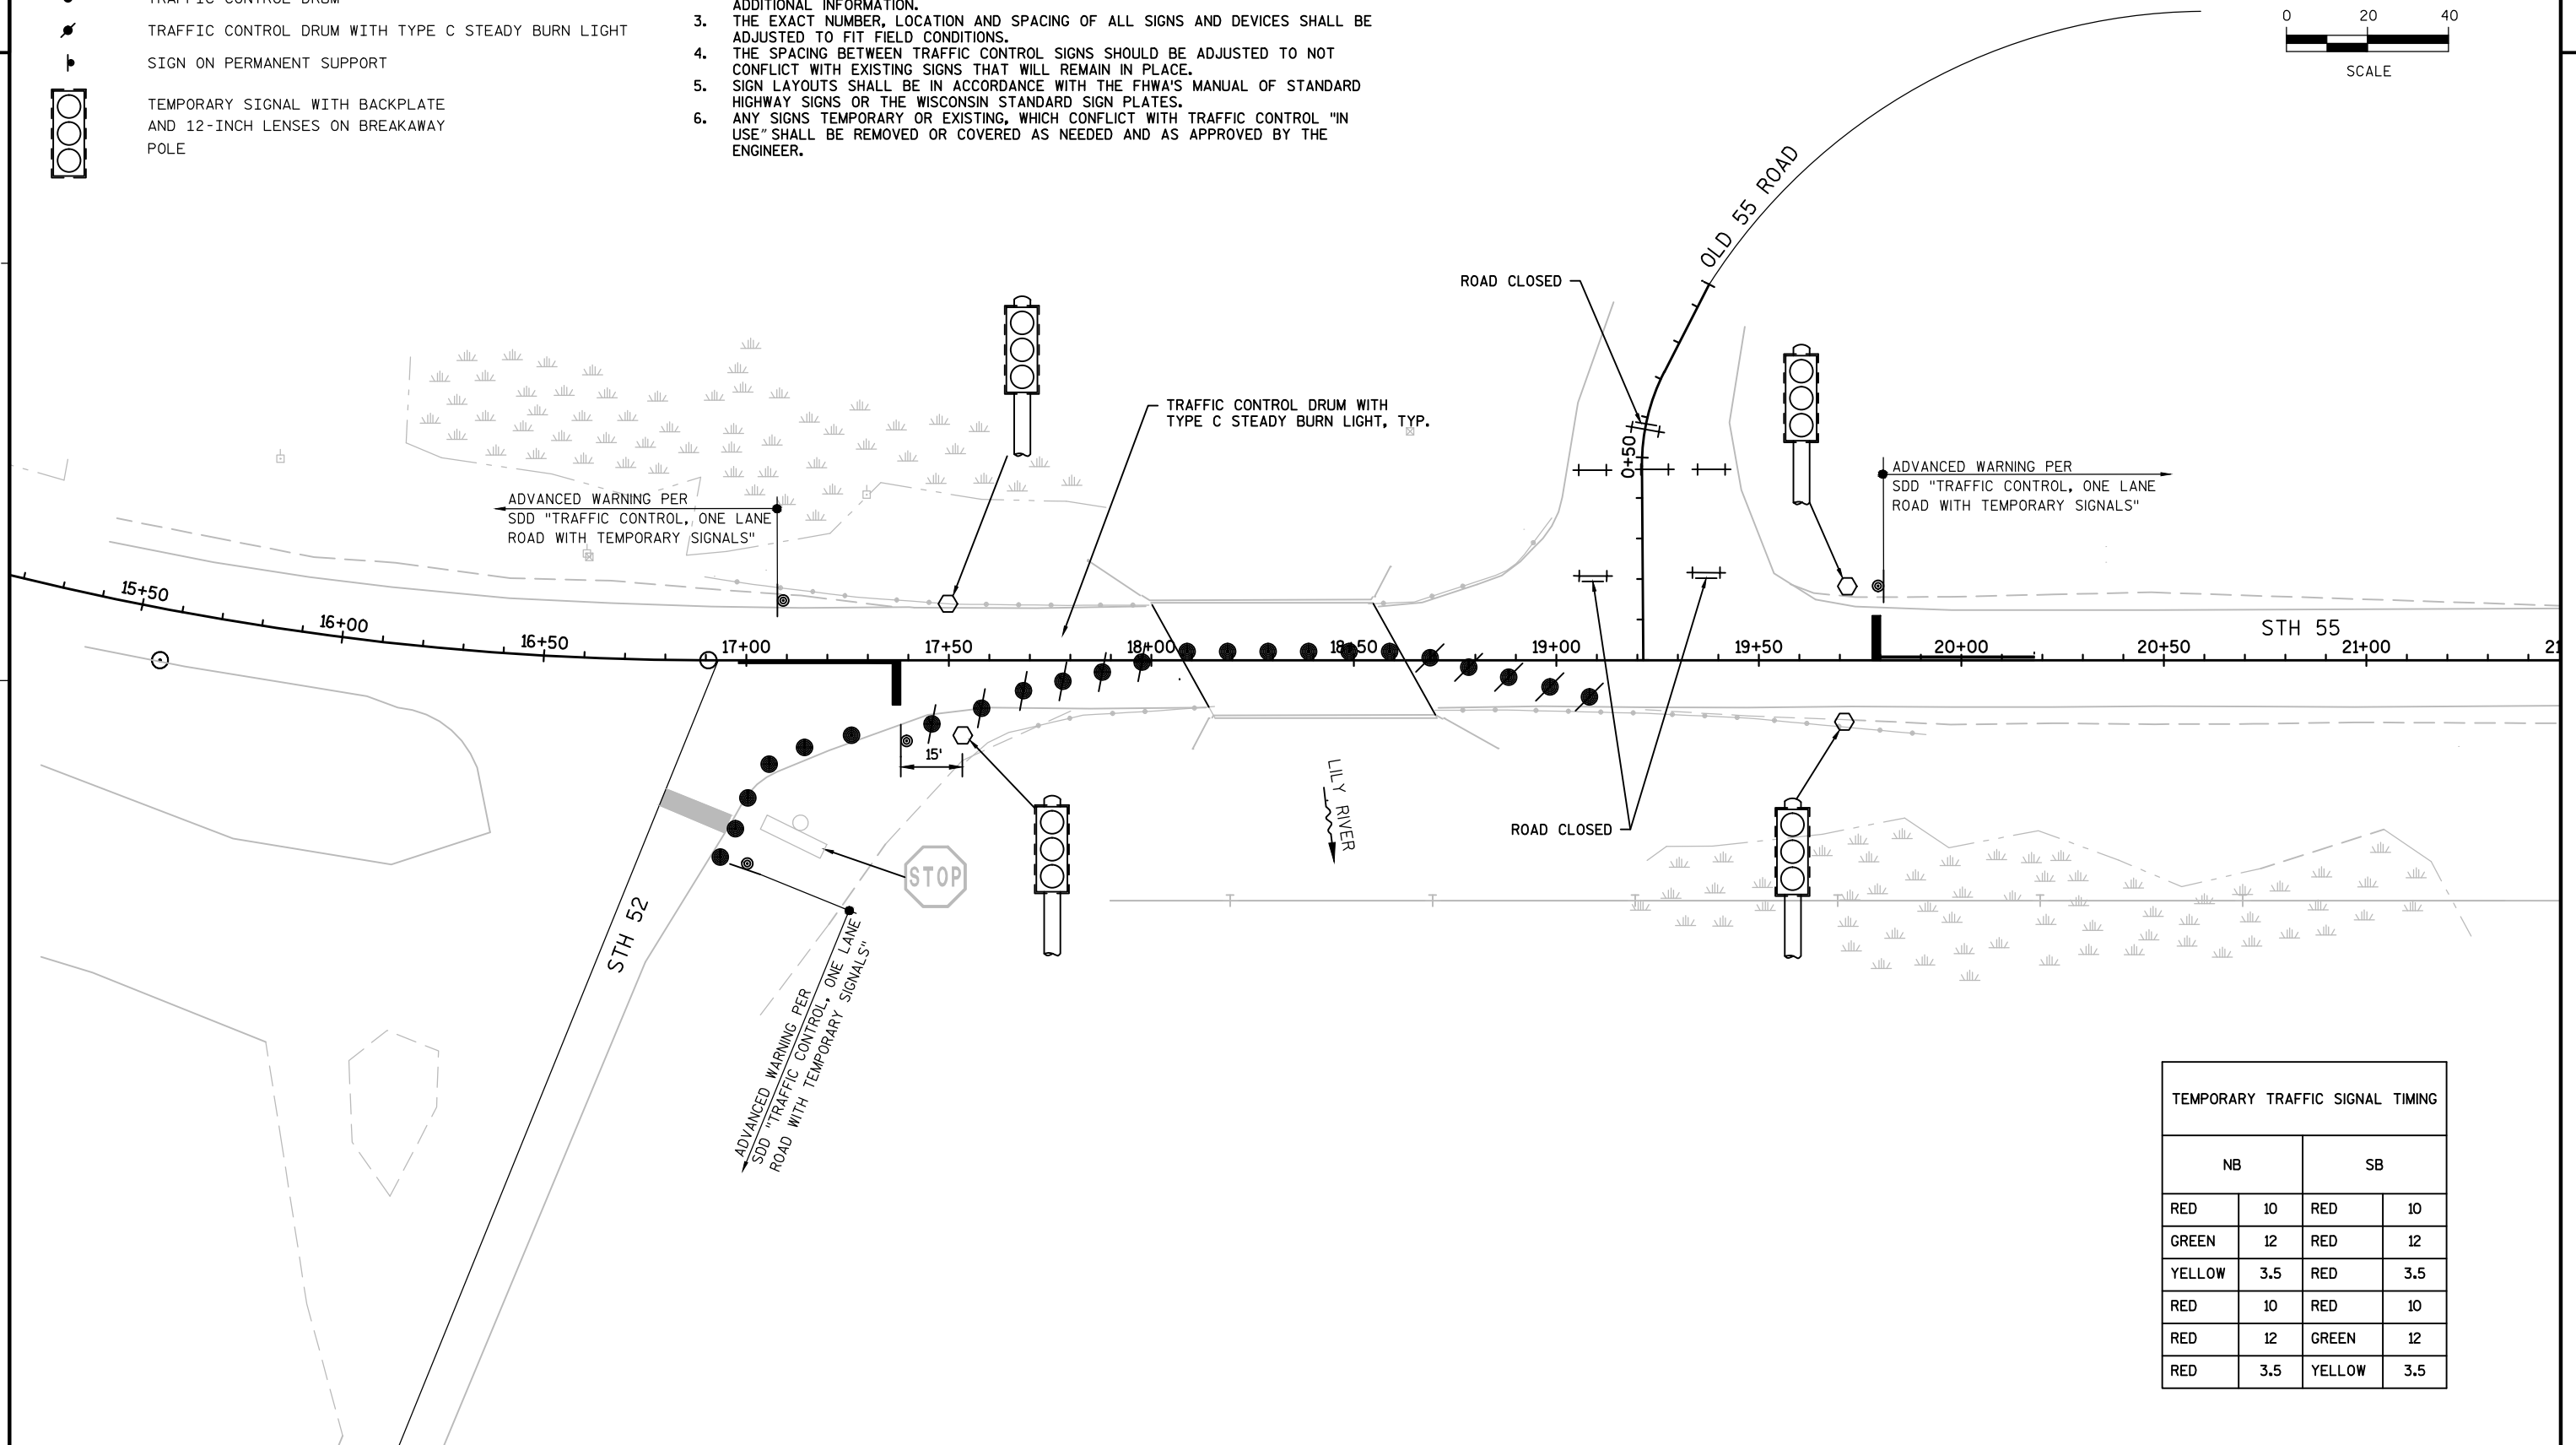 TRAFFIC CONTROL DRUM
TRAFFIC CONTROL DRUM WITH TYPE C STEADY BURN LIGHT
SIGN ON PERMANENT SUPPORT
TEMPORARY SIGNAL WITH BACKPLATE
AND 12-INCH LENSES ON BREAKAWAY
POLE
ADDITIONAL INFORMATION.
3. THE EXACT NUMBER, LOCATION AND SPACING OF ALL SIGNS AND DEVICES SHALL BE
ADJUSTED TO FIT FIELD CONDITIONS.
4. THE SPACING BETWEEN TRAFFIC CONTROL SIGNS SHOULD BE ADJUSTED TO NOT
CONFLICT WITH EXISTING SIGNS THAT WILL REMAIN IN PLACE.
5. SIGN LAYOUTS SHALL BE IN ACCORDANCE WITH THE FHWA'S MANUAL OF STANDARD
HIGHWAY SIGNS OR THE WISCONSIN STANDARD SIGN PLATES.
6. ANY SIGNS TEMPORARY OR EXISTING, WHICH CONFLICT WITH TRAFFIC CONTROL "IN
USE" SHALL BE REMOVED OR COVERED AS NEEDED AND AS APPROVED BY THE
ENGINEER.
0 20 40
SCALE
OLD 55 ROAD
ROAD CLOSED
TRAFFIC CONTROL DRUM WITH
TYPE C STEADY BURN LIGHT, TYP.
0+50
ADVANCED WARNING PER
SDD "TRAFFIC CONTROL, ONE LANE
ROAD WITH TEMPORARY SIGNALS"
ADVANCED WARNING PER
SDD "TRAFFIC CONTROL, ONE LANE
ROAD WITH TEMPORARY SIGNALS"
15+50 16+00 16+50 17+00 17+50 18+00 18+50 19+00 19+50 20+00 20+50 21+00 21
STH 55
15'
LILY RIVER
ROAD CLOSED
STOP
STH 52
ADVANCED WARNING PER
SDD "TRAFFIC CONTROL, ONE LANE
ROAD WITH TEMPORARY SIGNALS"
TEMPORARY TRAFFIC SIGNAL TIMING
NB SB
RED 10 RED 10
GREEN 12 RED 12
YELLOW 3.5 RED 3.5
RED 10 RED 10
RED 12 GREEN 12
RED 3.5 YELLOW 3.5